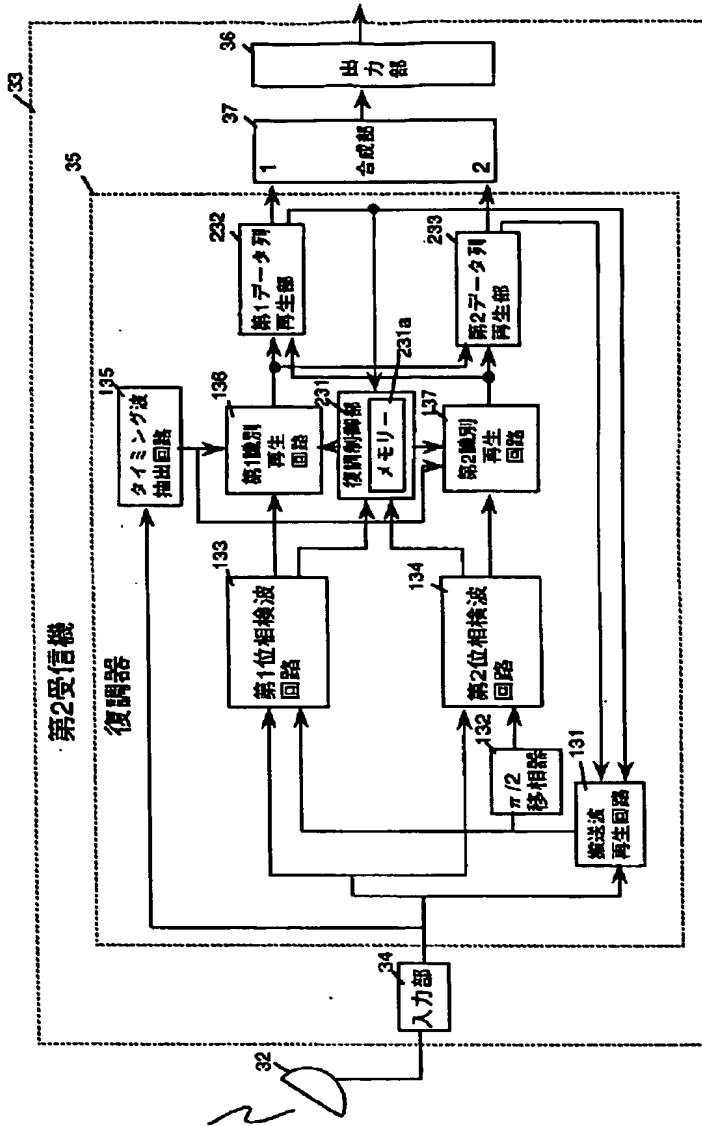 33
第2受信機
35
復調器
135
タイミング波
抽出回路
232
第1データ列
再生部
37
1
合成部
2
36
出力部
136
第1識別
再生
回路
133
第1位相検波
回路
231
復調制御部
231a
メモリー
233
第2データ列
再生部
137
第2識別
再生
回路
134
第2位相検波
回路
132
π/2
移相器
131
搬送波
再生回路
34
入力部
32